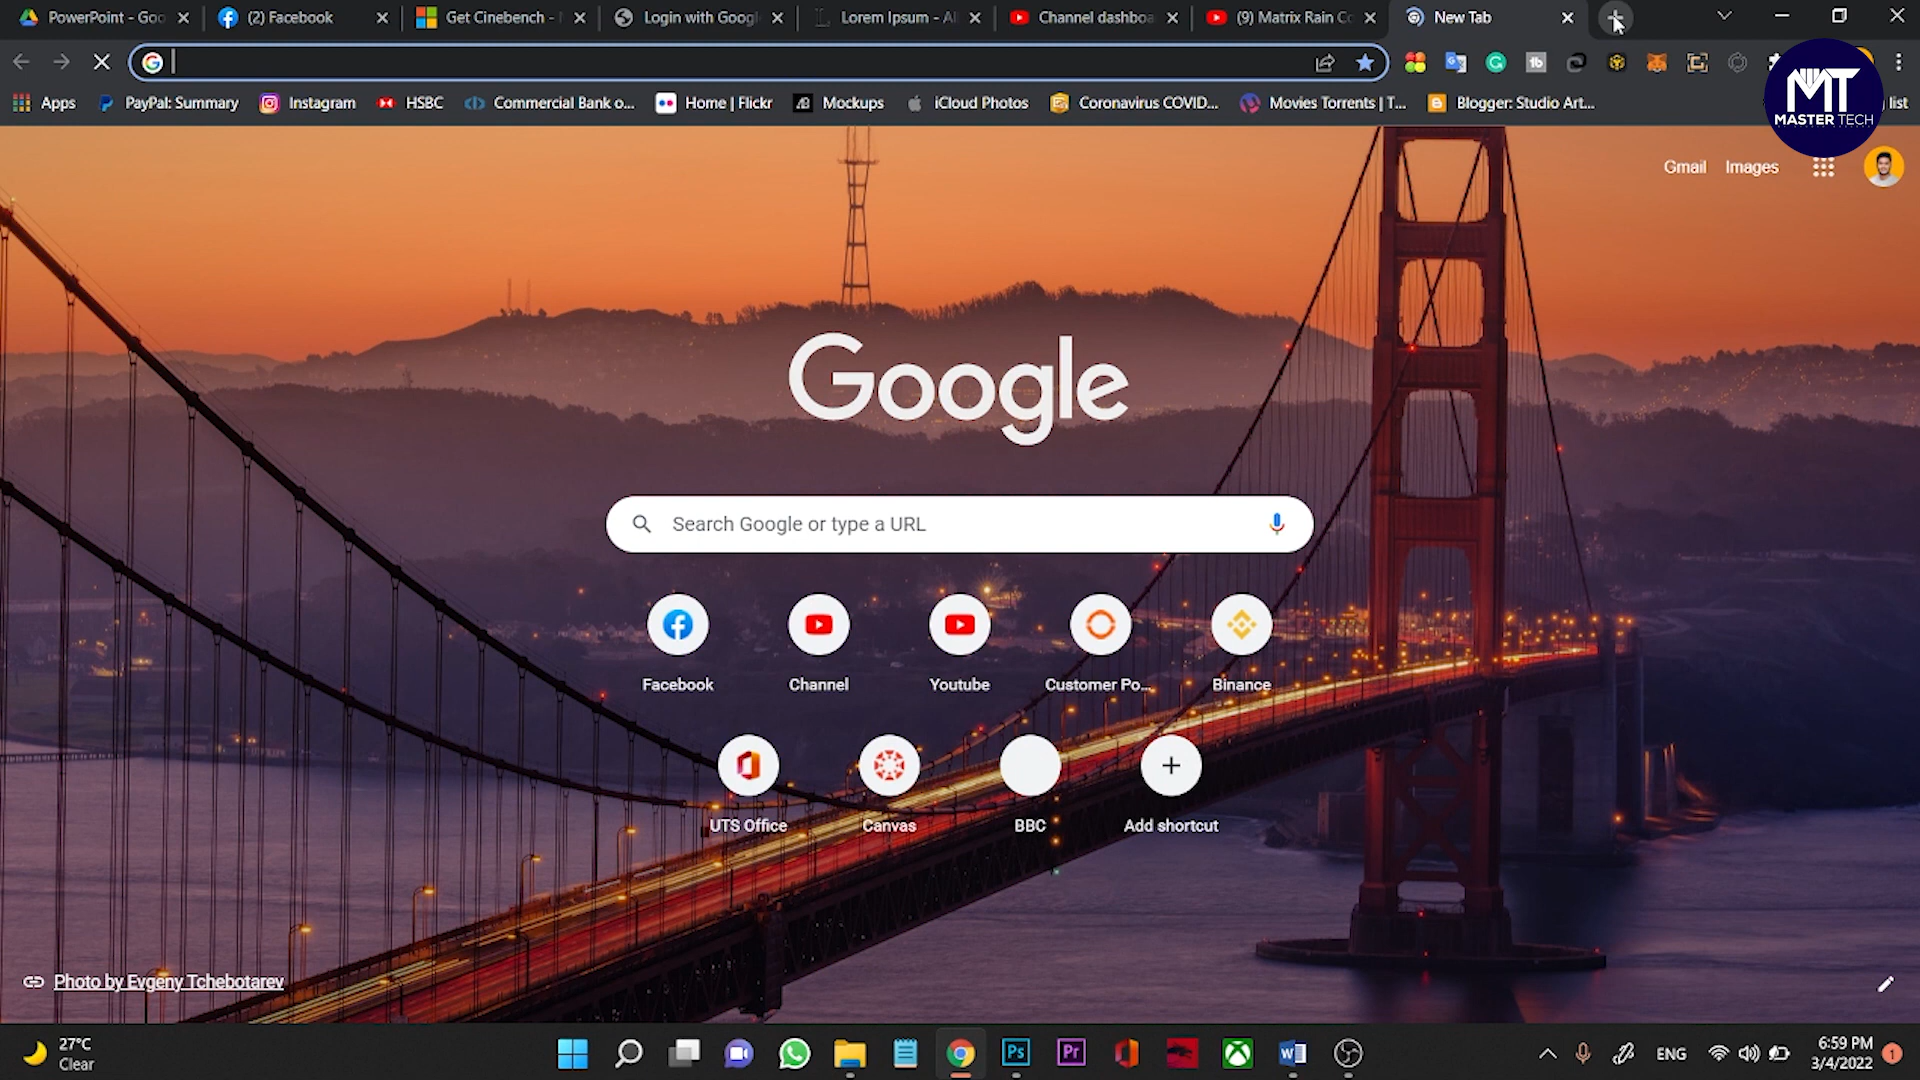 PowerPoint - Goo
(2) Facebook
Get Cinebench -
Login with Googl
Lorem Ipsum - Al
Channel dashboa
(9) Matrix Rain Co
New Tab
Apps
PayPal: Summary
Instagram
HSBC
Commercial Bank o...
Home | Flickr
Mockups
iCloud Photos
Coronavirus COVID...
Movies Torrents | T...
Blogger: Studio Art...
list
MT
MASTER TECH
Gmail
Images
Google
Search Google or type a URL
Facebook
Channel
Youtube
Customer Po...
Binance
UTS Office
Canvas
BBC
Add shortcut
Photo by Evgeny Tchebotarev
27°C
Clear
Ps
Pr
ENG
6:59 PM
3/4/2022
1